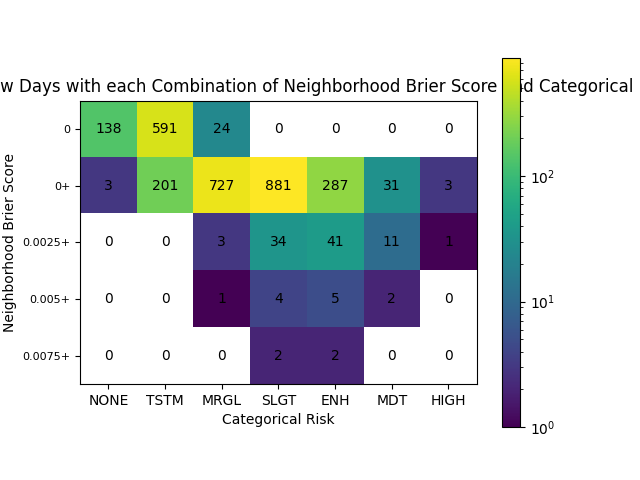 w Days with each Combination of Neighborhood Brier Score nd Categorical
Neighborhood Brier Score
0 138 591 24 0 0 0 0
0+ 3 201 727 881 287 31 3
0.0025+ 0 0 3 34 41 11 1
0.005+ 0 0 1 4 5 2 0
0.0075+ 0 0 0 2 2 0 0
NONE TSTM MRGL SLGT ENH MDT HIGH
Categorical Risk
10²
10¹
10⁰